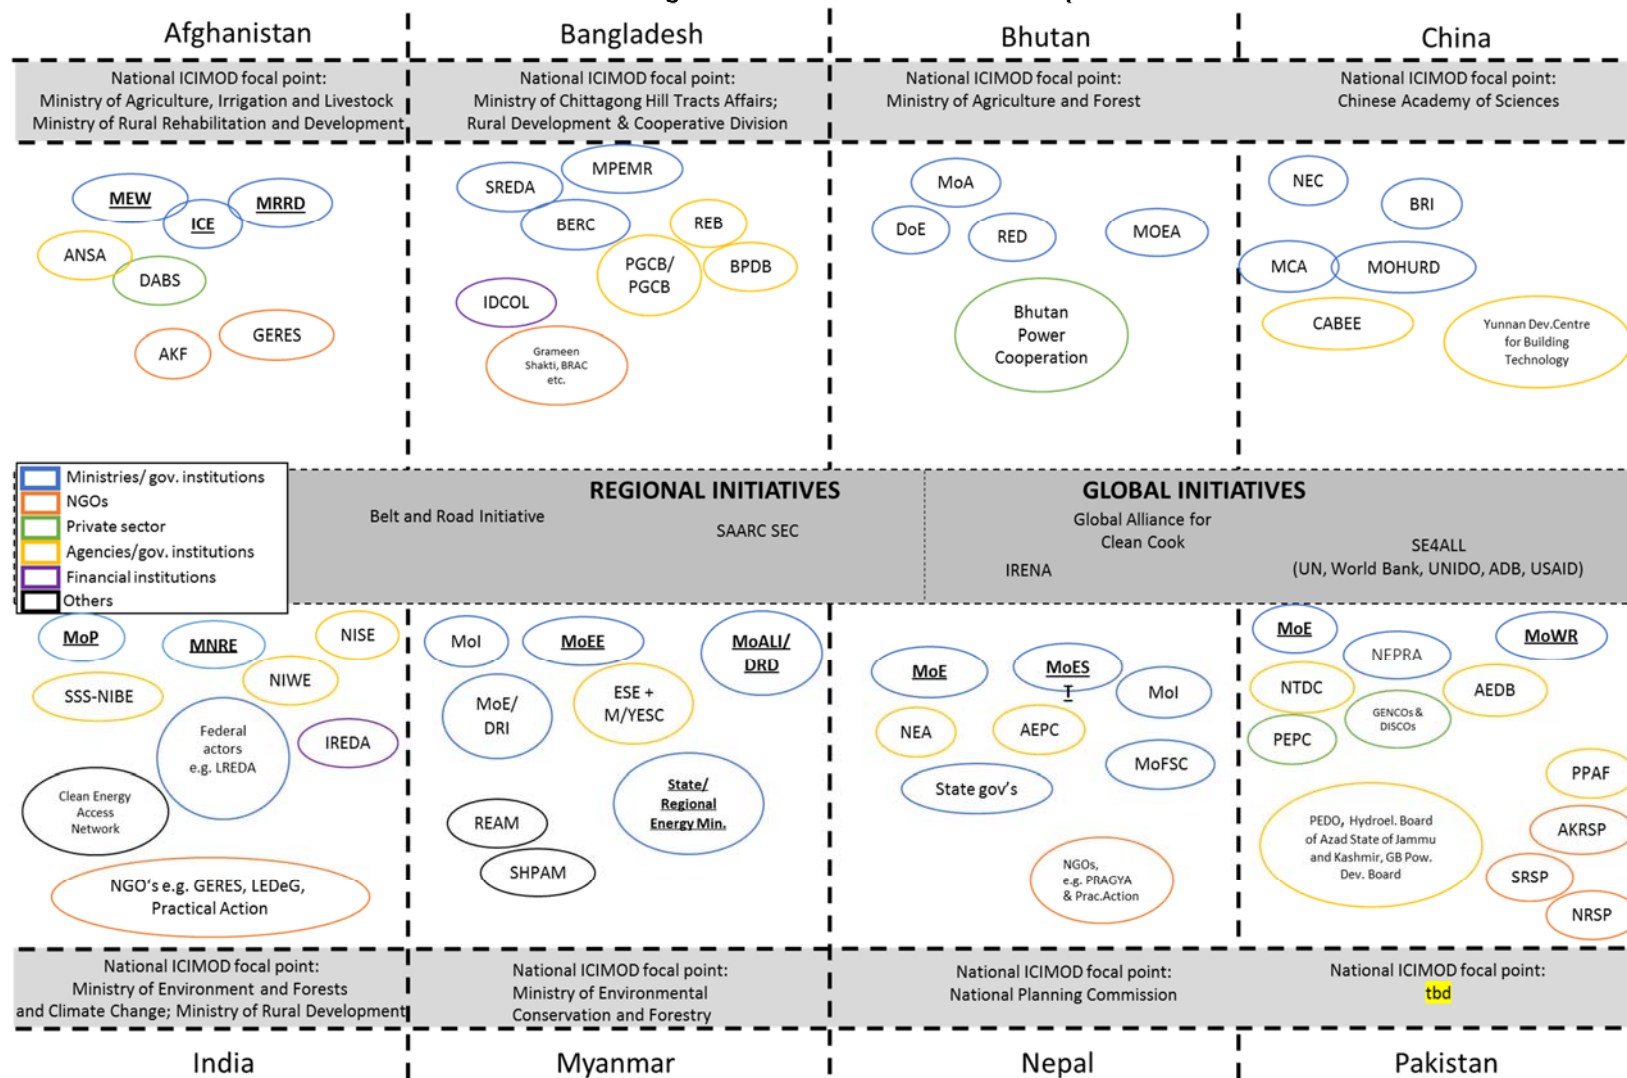 Afghanistan
Bangladesh
Bhutan
China
National ICIMOD focal point:
Ministry of Agriculture, Irrigation and Livestock
Ministry of Rural Rehabilitation and Development
National ICIMOD focal point:
Ministry of Chittagong Hill Tracts Affairs;
Rural Development & Cooperative Division
National ICIMOD focal point:
Ministry of Agriculture and Forest
National ICIMOD focal point:
Chinese Academy of Sciences
MEW
MRRD
ICE
ANSA
DABS
GERES
AKF
MPEMR
SREDA
BERC
REB
PGCB/
PGCB
BPDB
IDCOL
Grameen
Shakti, BRAC
etc.
MoA
DoE
RED
MOEA
Bhutan
Power
Cooperation
NEC
BRI
MCA
MOHURD
CABEE
Yunnan Dev.Centre
for Building
Technology
Ministries/ gov. institutions
NGOs
Private sector
Agencies/gov. institutions
Financial institutions
Others
REGIONAL INITIATIVES
Belt and Road Initiative
SAARC SEC
GLOBAL INITIATIVES
Global Alliance for
Clean Cook
IRENA
SE4ALL
(UN, World Bank, UNIDO, ADB, USAID)
MoP
MNRE
NISE
SSS-NIBE
NIWE
Federal
actors
e.g. LREDA
IREDA
Clean Energy
Access
Network
NGO's e.g. GERES, LEDeG,
Practical Action
MoI
MoEE
MoALI/
DRD
MoE/
DRI
ESE +
M/YESC
State/
Regional
Energy Min.
REAM
SHPAM
MoE
MoES
T
MoI
NEA
AEPC
MoFSC
State gov's
NGOs,
e.g. PRAGYA
& Prac.Action
MoE
MoWR
NEPRA
NTDC
AEDB
GENCOs &
DISCOs
PEPC
PPAF
PEDO, Hydroel. Board
of Azad State of Jammu
and Kashmir, GB Pow.
Dev. Board
AKRSP
SRSP
NRSP
National ICIMOD focal point:
Ministry of Environment and Forests
and Climate Change; Ministry of Rural Development
National ICIMOD focal point:
Ministry of Environmental
Conservation and Forestry
National ICIMOD focal point:
National Planning Commission
National ICIMOD focal point:
tbd
India
Myanmar
Nepal
Pakistan